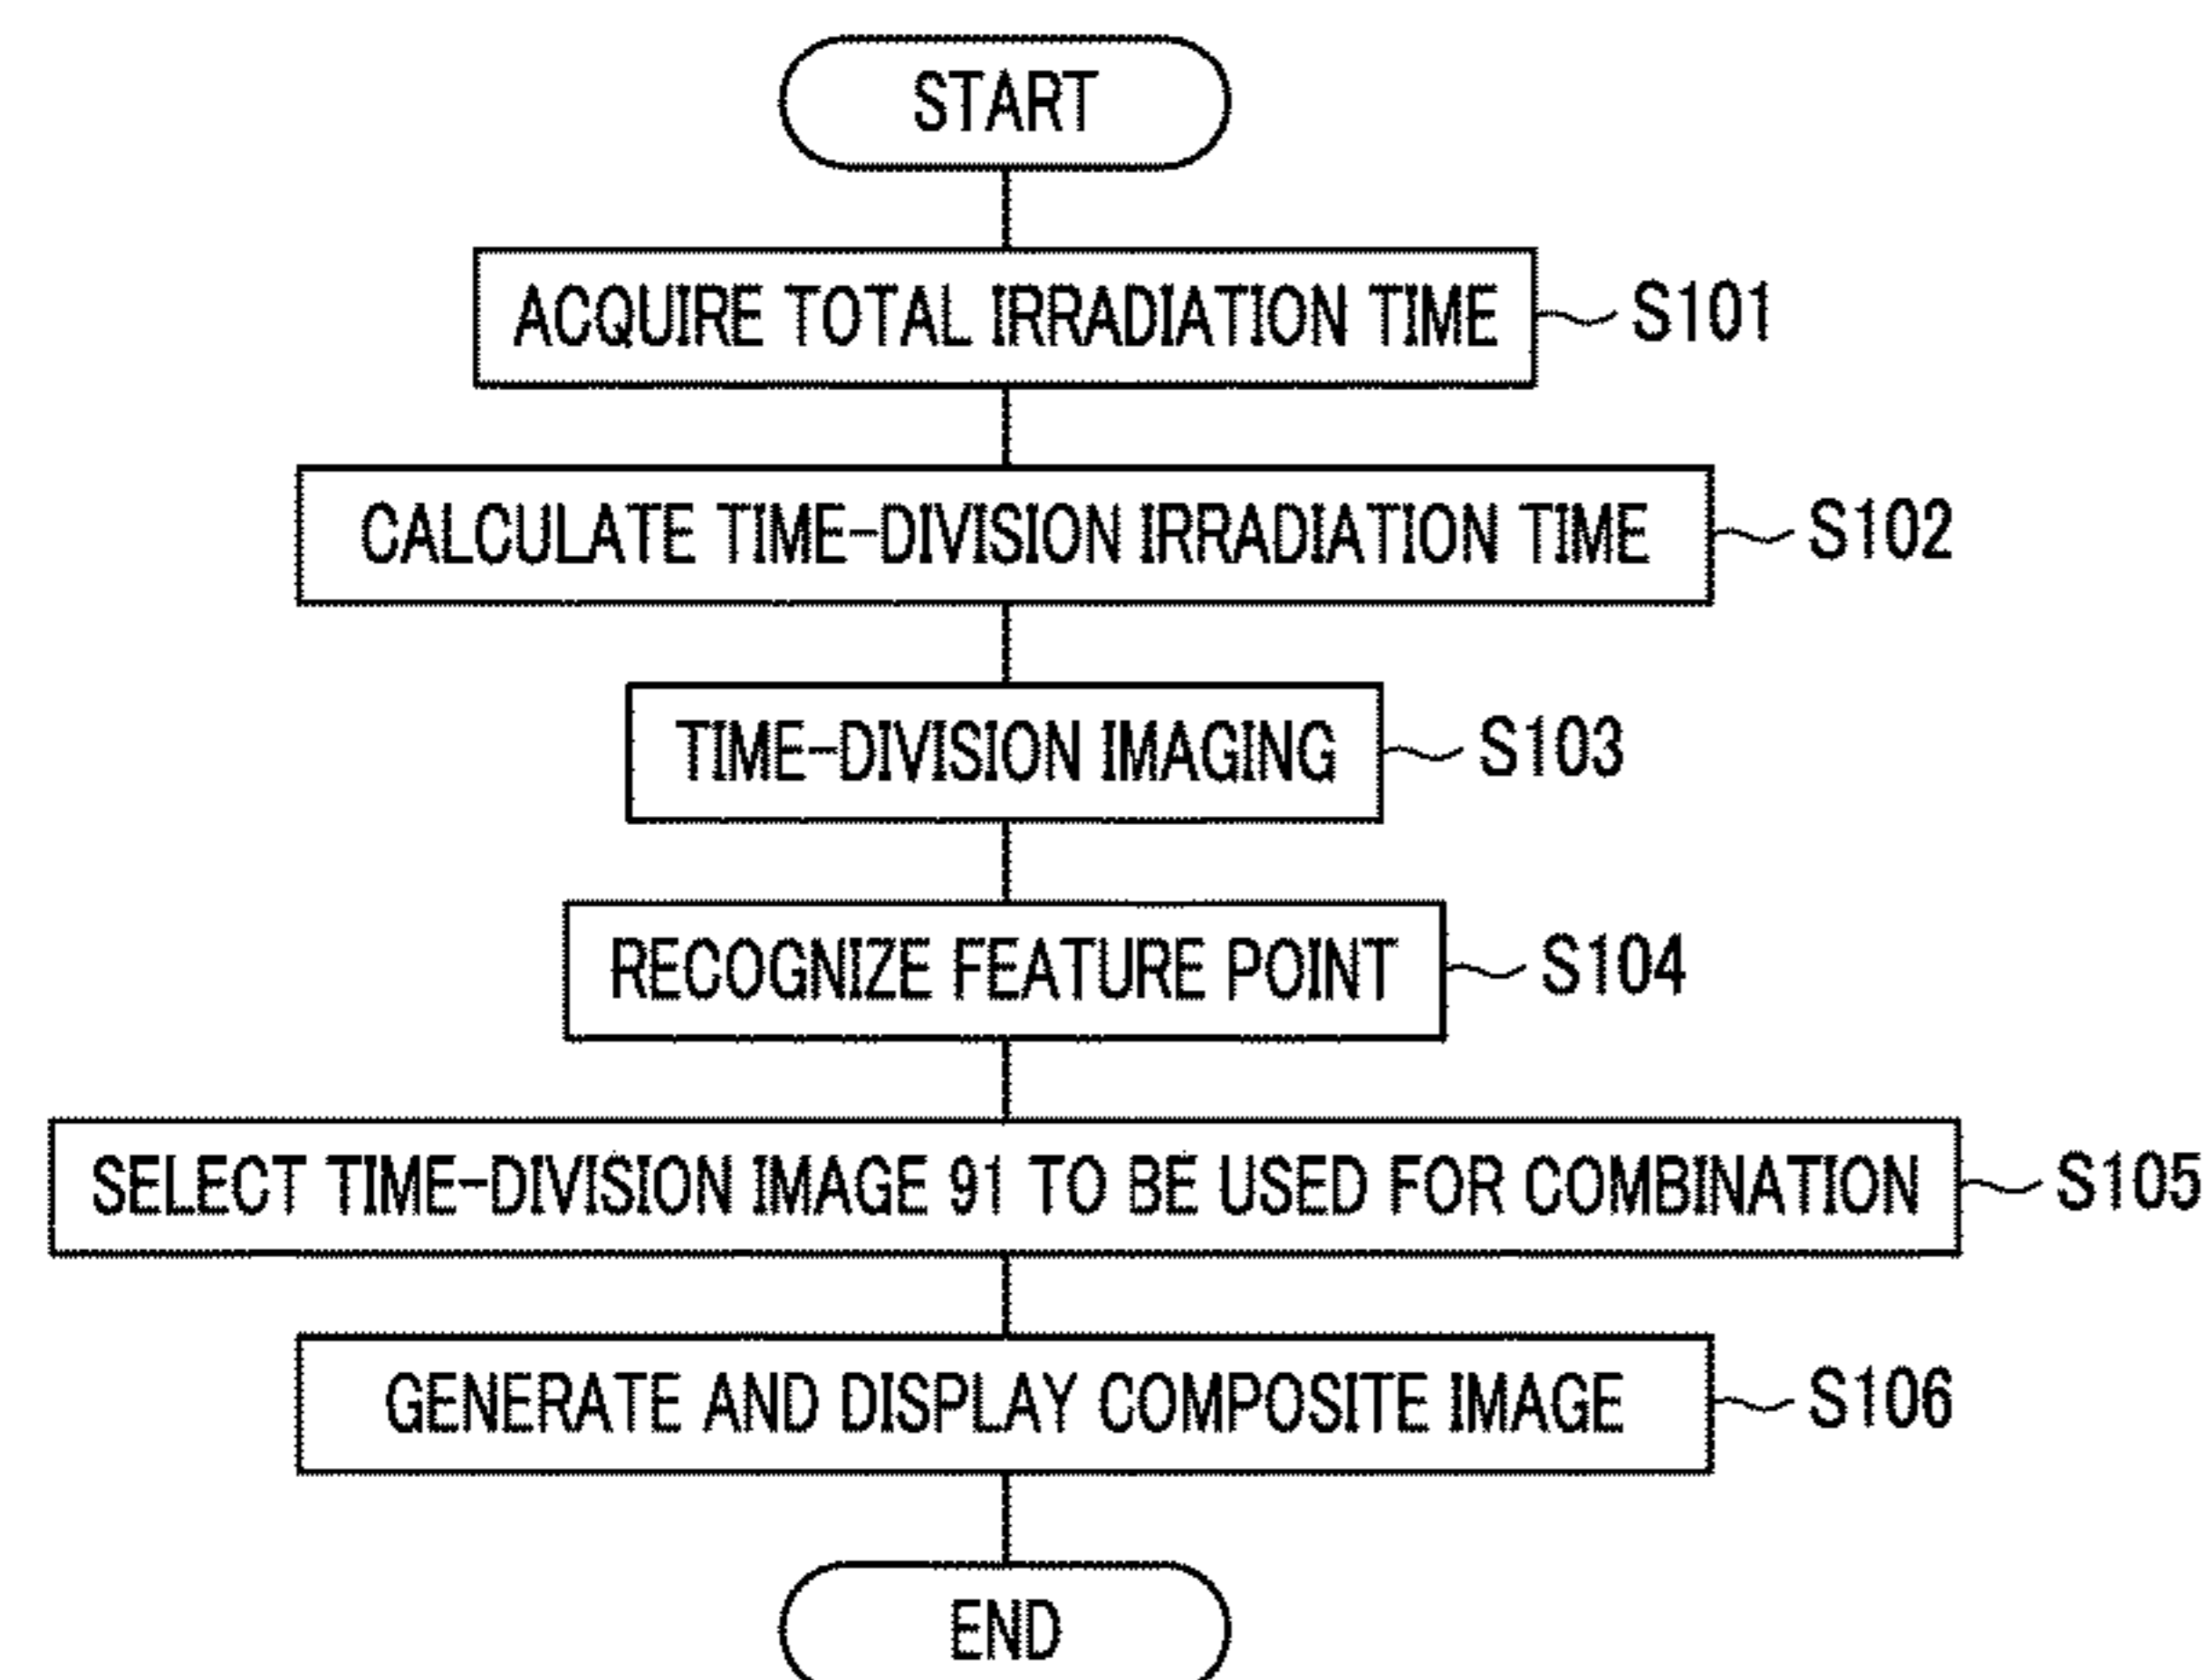 START
ACQUIRE TOTAL IRRADIATION TIME S101
CALCULATE TIME-DIVISION IRRADIATION TIME S102
TIME-DIVISION IMAGING S103
RECOGNIZE FEATURE POINT S104
SELECT TIME-DIVISION IMAGE 91 TO BE USED FOR COMBINATION S105
GENERATE AND DISPLAY COMPOSITE IMAGE S106
END